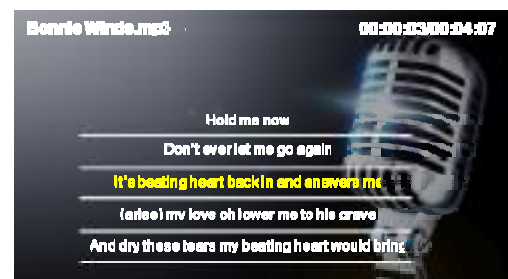 Bonnie Winde.mp3
00:00:03/00:04:07
Hold me now
Don't ever let me go again
It's beating heart back in and answers me
(arise) my love oh lower me to his grave
And dry these tears my beating heart would bring